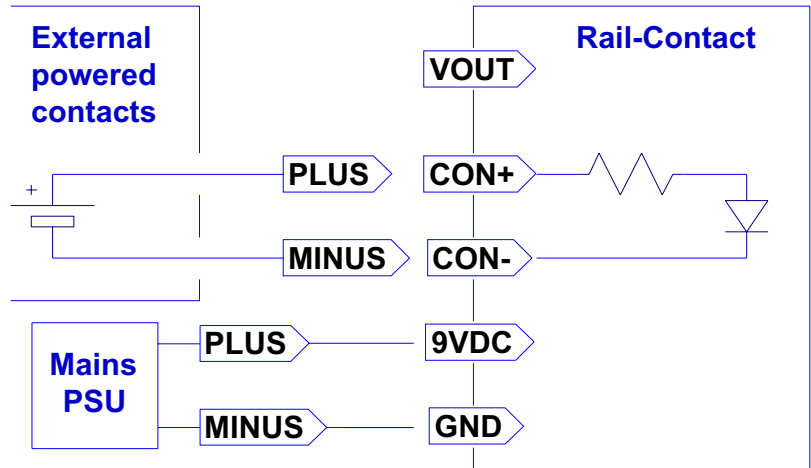 External
powered
contacts
Rail-Contact
VOUT
+
PLUS
CON+
MINUS
CON-
Mains
PSU
PLUS
9VDC
MINUS
GND